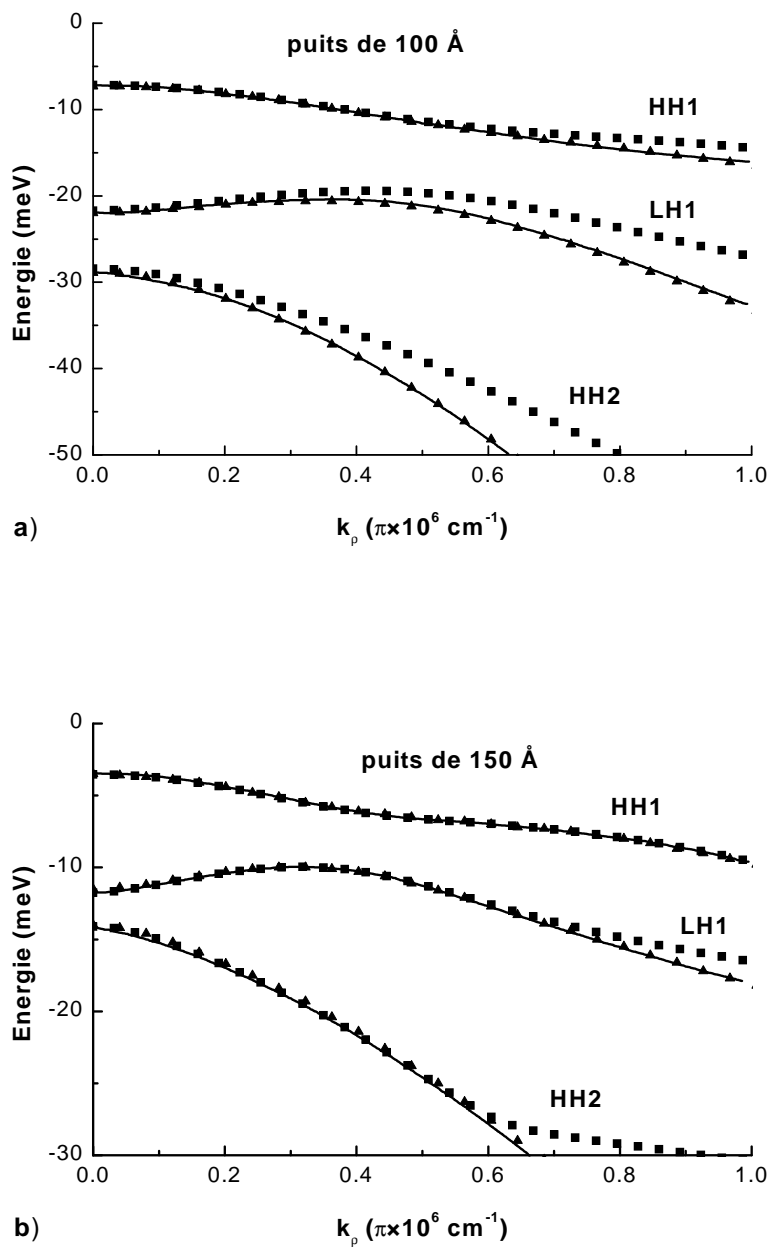 0
puits de 100 Å
HH1
-10
LH1
-20
-30
HH2
-40
-50
Energie (meV)
0.0 0.2 0.4 0.6 0.8 1.0
a) kρ (π×10⁶ cm⁻¹)
0
puits de 150 Å
HH1
-10
LH1
-20
HH2
-30
Energie (meV)
0.0 0.2 0.4 0.6 0.8 1.0
b) kρ (π×10⁶ cm⁻¹)